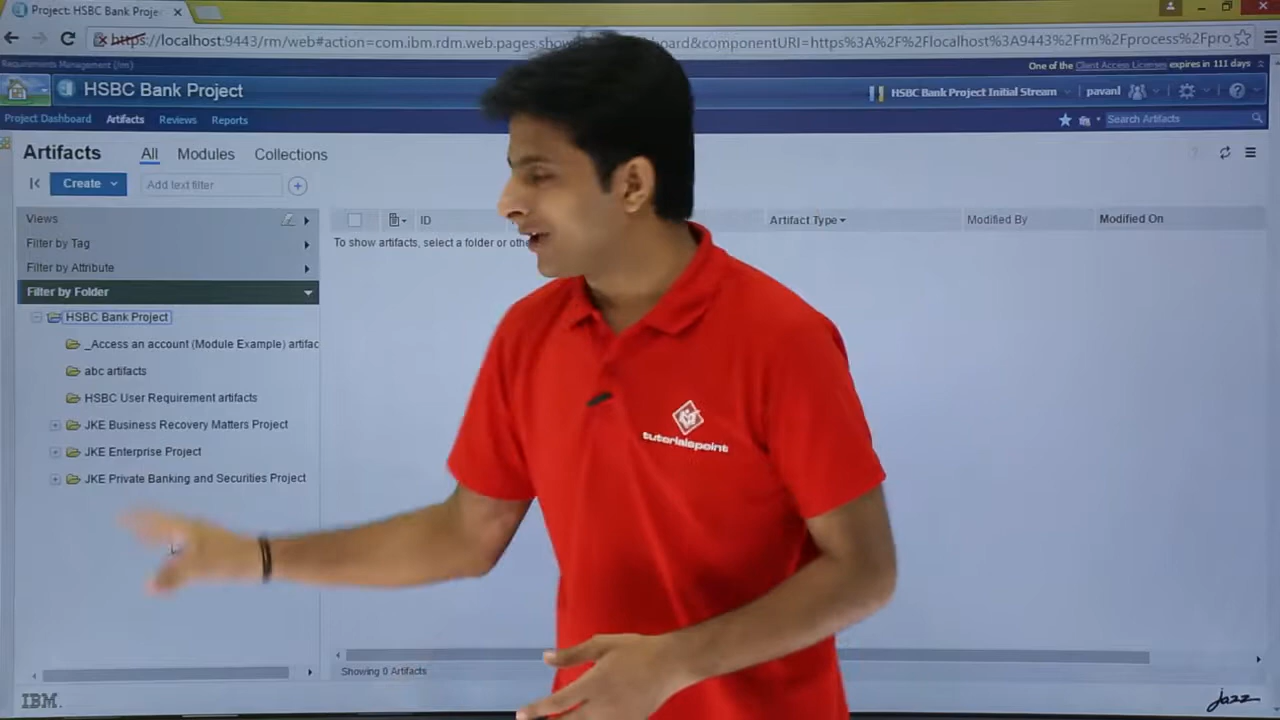 Project: HSBC Bank Proje
https://localhost:9443/rm/web#action=com.ibm.rdm.web.pages.show board&componentURI=https%3A%2F%2Flocalhost%3A9443%2Frm%2Fprocess%2Fpro
Requirements Management (/rm)
One of the Client Access Licenses expires in 111 days
HSBC Bank Project
HSBC Bank Project Initial Stream
pavanl
Project Dashboard Artifacts Reviews Reports
Search Artifacts
Artifacts All Modules Collections
Create
Add text filter
Views
Filter by Tag
Filter by Attribute
Filter by Folder
HSBC Bank Project
_Access an account (Module Example) artifac
abc artifacts
HSBC User Requirement artifacts
JKE Business Recovery Matters Project
JKE Enterprise Project
JKE Private Banking and Securities Project
ID Artifact Type Modified By Modified On
To show artifacts, select a folder or othe
tutorialspoint
Showing 0 Artifacts
IBM.
jazz